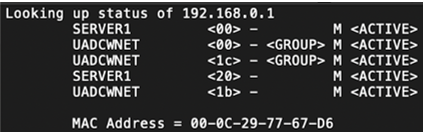 Looking up status of 192.168.0.1
SERVER1 <00> - M <ACTIVE>
UADCWNET <00> - <GROUP> M <ACTIVE>
UADCWNET <1c> - <GROUP> M <ACTIVE>
SERVER1 <20> - M <ACTIVE>
UADCWNET <1b> - M <ACTIVE>
MAC Address = 00-0C-29-77-67-D6